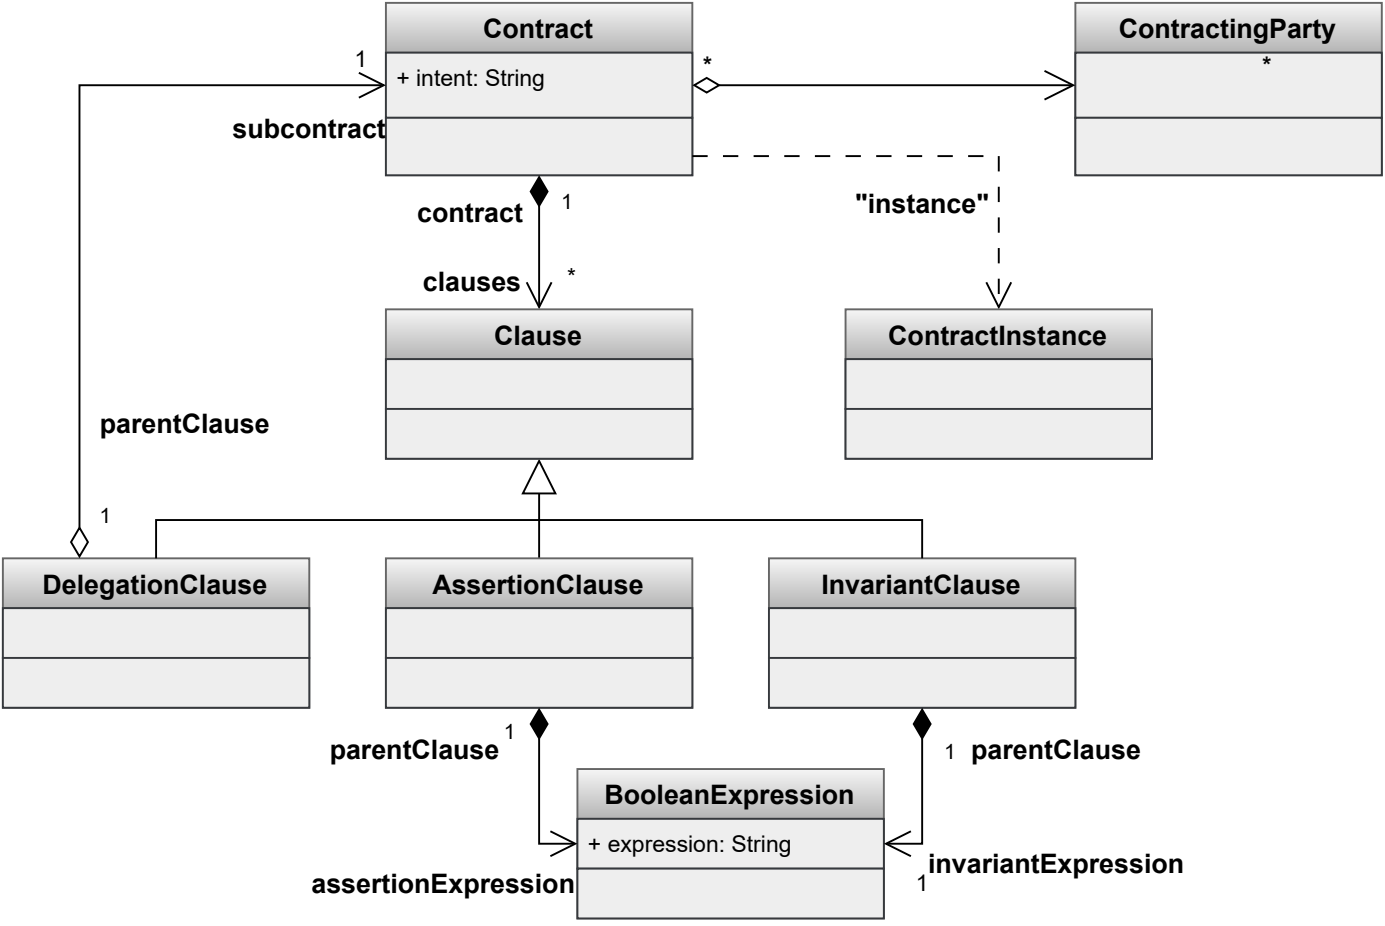 Contract
ContractingParty
1
+ intent: String
*
*
subcontract
contract
1
"instance"
clauses
*
Clause
ContractInstance
parentClause
1
DelegationClause
AssertionClause
InvariantClause
1
parentClause
1
parentClause
BooleanExpression
+ expression: String
assertionExpression
invariantExpression
1